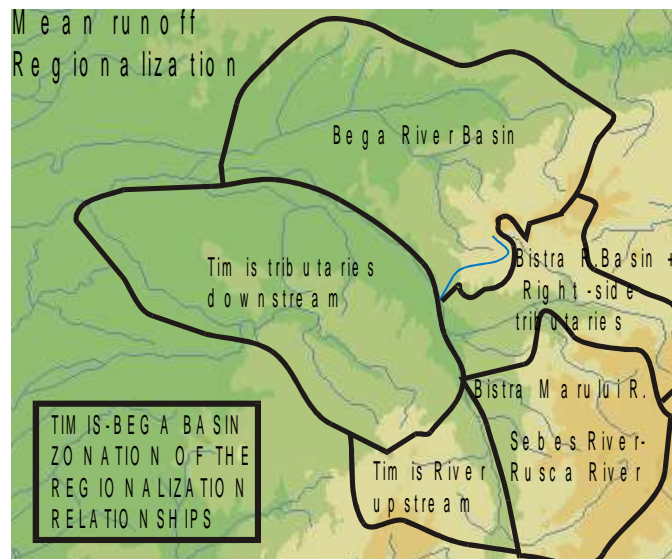 Mean runoff
Regionalization
Bega River Basin
Timis tributaries
downstream
Bistra R.Basin +
Right-side
tributaries
Bistra Marului R.
Sebes River-
Rusca River
Timis River
upstream
TIMIS-BEGA BASIN
ZONATION OF THE
REGIONALIZATION
RELATIONSHIPS